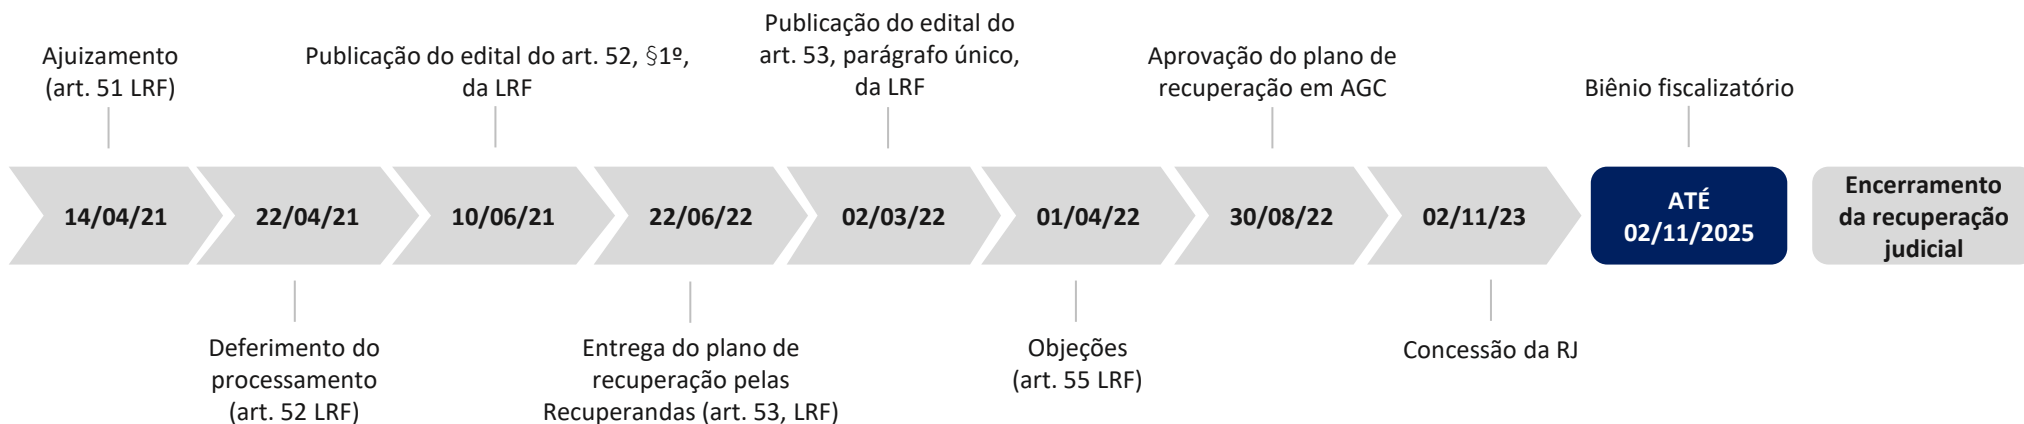 Ajuizamento
(art. 51 LRF)
Publicação do edital do art. 52, §1º,
da LRF
Publicação do edital do
art. 53, parágrafo único,
da LRF
Aprovação do plano de
recuperação em AGC
Biênio fiscalizatório
14/04/21
22/04/21
10/06/21
22/06/22
02/03/22
01/04/22
30/08/22
02/11/23
ATÉ
02/11/2025
Encerramento
da recuperação
judicial
Deferimento do
processamento
(art. 52 LRF)
Entrega do plano de
recuperação pelas
Recuperandas (art. 53, LRF)
Objeções
(art. 55 LRF)
Concessão da RJ